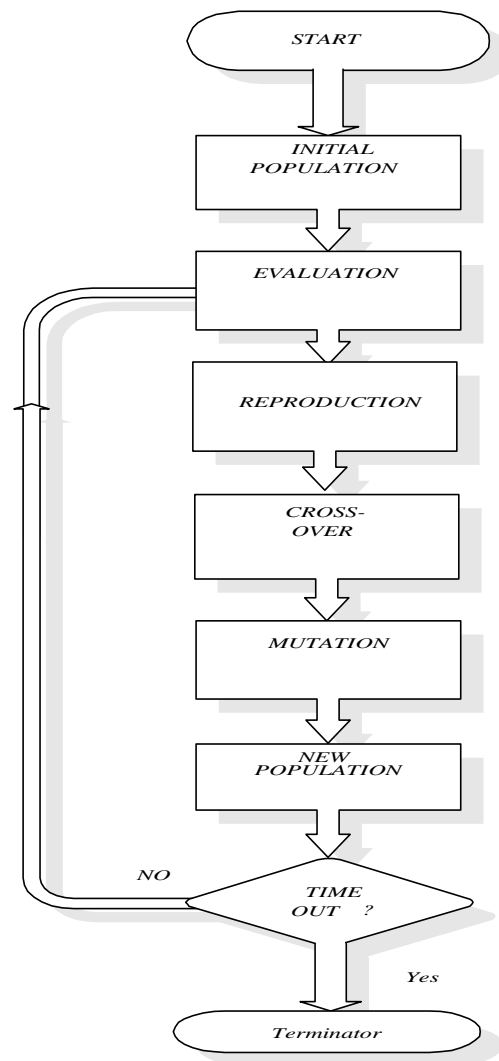 START
INITIAL
POPULATION
EVALUATION
REPRODUCTION
CROSS-
OVER
MUTATION
NEW
POPULATION
NO
TIME
OUT ?
Yes
Terminator